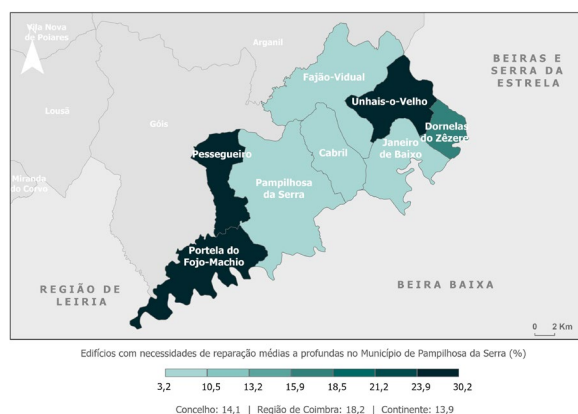 Vila Nova
de Poiares
Arganil
BEIRAS E
SERRA DA
ESTRELA
Fajão-Vidual
Lousã
Unhais-o-Velho
Góis
Dornelas
do Zêzere
Pessegueiro
Cabril
Janeiro
de Baixo
Miranda
do Corvo
Pampilhosa
da Serra
Portela do
Fojo-Machio
REGIÃO DE
LEIRIA
BEIRA BAIXA
0 2 Km
Edifícios com necessidades de reparação médias a profundas no Município de Pampilhosa da Serra (%)
3,2 10,5 13,2 15,9 18,5 21,2 23,9 30,2
Concelho: 14,1 | Região de Coimbra: 18,2 | Continente: 13,9